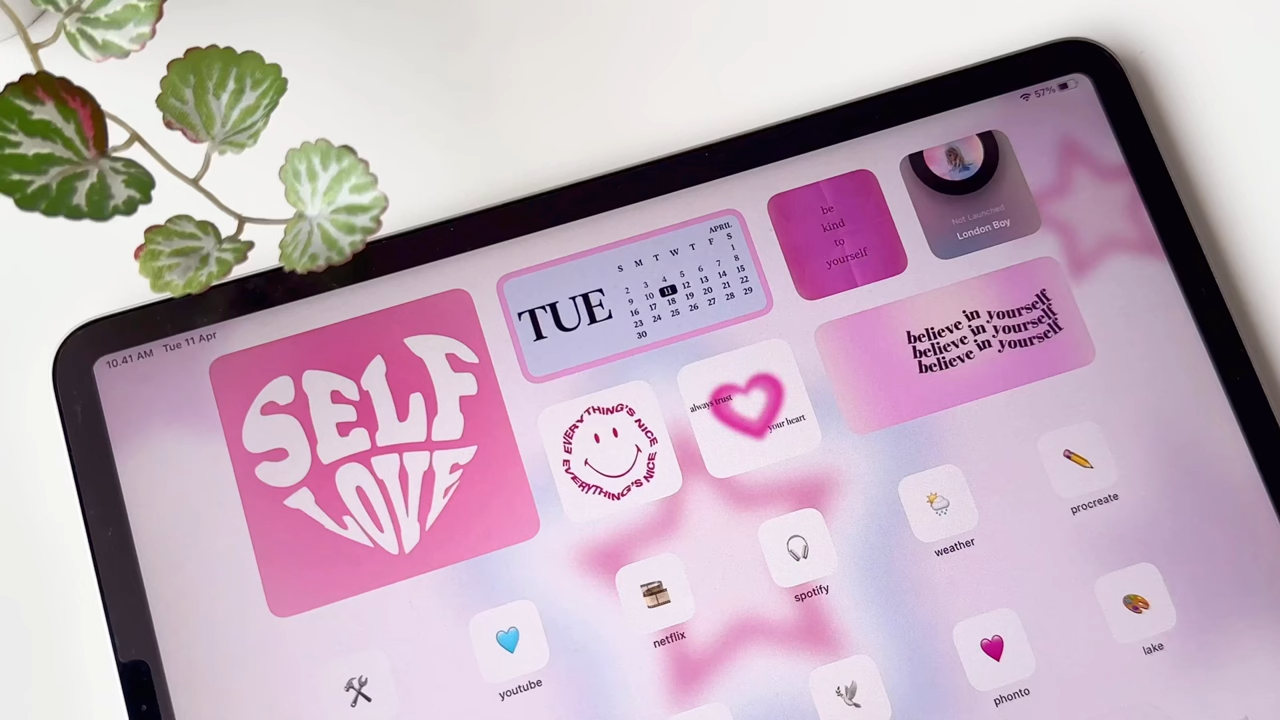 10.41 AM Tue 11 Apr
57%
SELF
LOVE
TUE
APRIL
S M T W T F S
1
2 3 4 5 6 7 8
9 10 11 12 13 14 15
16 17 18 19 20 21 22
23 24 25 26 27 28 29
30
be
kind
to
yourself
Not Launched
London Boy
EVERYTHING'S NICE
EVERYTHING'S NICE
always trust
your heart
believe in yourself
believe in yourself
believe in yourself
procreate
weather
spotify
netflix
youtube
lake
phonto